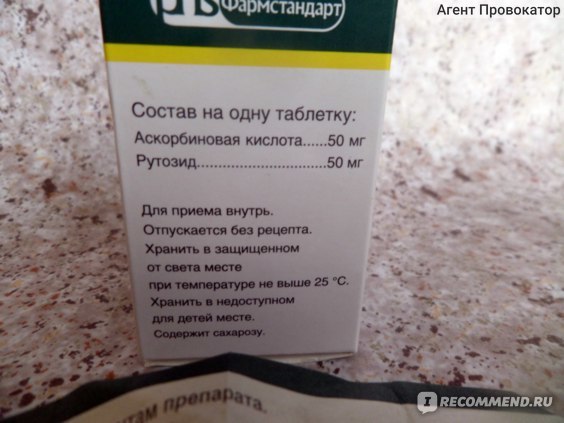 Агент Провокатор
Фармстандарт
Состав на одну таблетку:
Аскорбиновая кислота......50 мг
Рутозид..............................50 мг
Для приема внутрь.
Отпускается без рецепта.
Хранить в защищенном
от света месте
при температуре не выше 25 °С.
Хранить в недоступном
для детей месте.
Содержит сахарозу.
препарата.
IRECOMMEND.RU